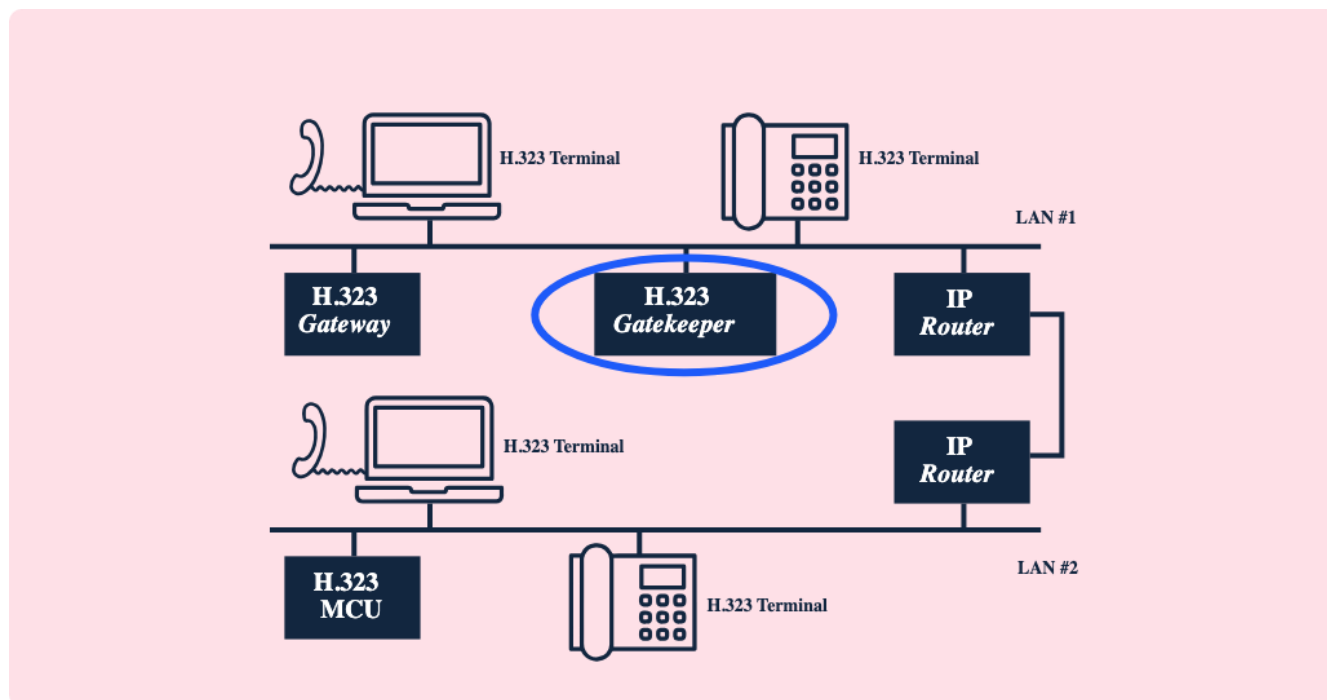 H.323 Terminal
H.323 Terminal
LAN #1
H.323
Gateway
H.323
Gatekeeper
IP
Router
H.323 Terminal
IP
Router
LAN #2
H.323
MCU
H.323 Terminal